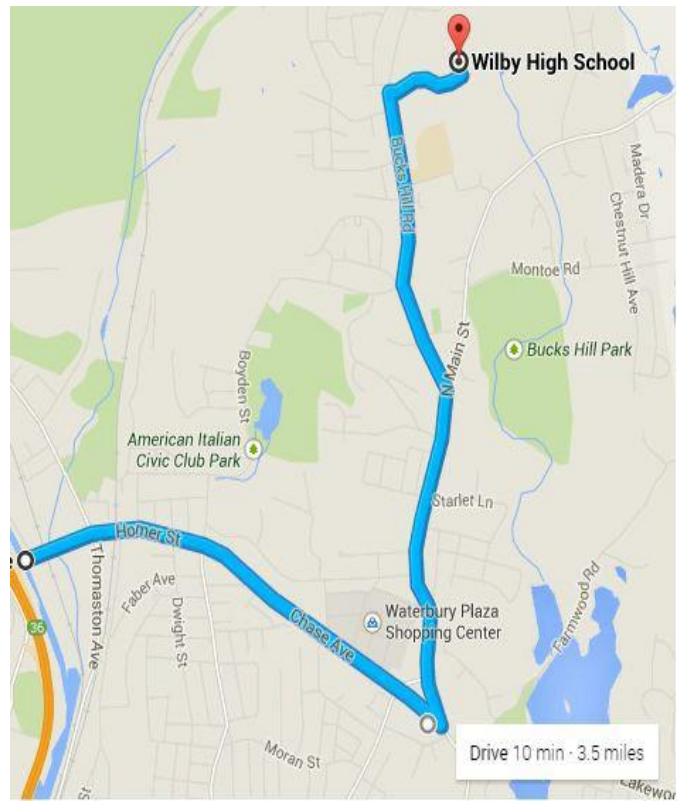 Wilby High School
Bucks Hill Rd
Madera Dr
Chestnut Hill Ave
Montoe Rd
N Main St
Bucks Hill Park
Boyden St
American Italian
Civic Club Park
Starlet Ln
e
Homer St
Thomaston Ave
Faber Ave
Dwight St
Farmwood Rd
Waterbury Plaza
Shopping Center
36
Chase Ave
Moran St
Drive 10 min · 3.5 miles
Lakewoo
St